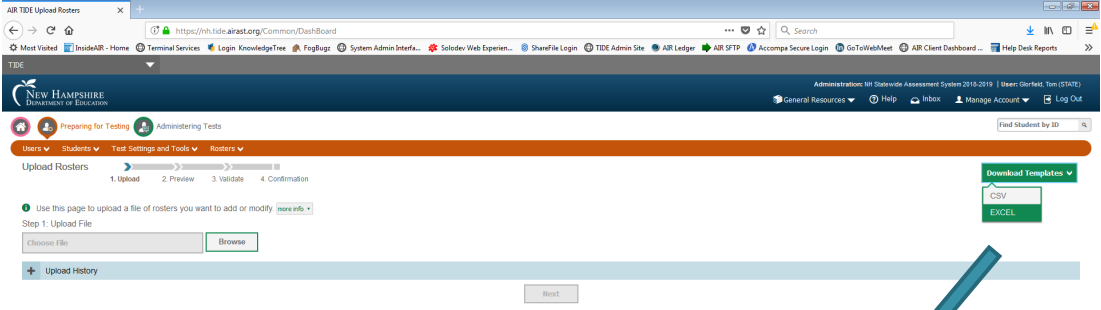 AIR TIDE Upload Rosters
https://nh.tide.airast.org/Common/DashBoard
Search
Most Visited InsideAIR - Home Terminal Services Login KnowledgeTree FogBugz System Admin Interfa... Solodev Web Experien... ShareFile Login TIDE Admin Site AIR Ledger AIR SFTP Accompa Secure Login GoToWebMeet AIR Client Dashboard ... Help Desk Reports
TIDE
Administration: NH Statewide Assessment System 2018-2019 | User: Glorfield, Tom (STATE)
NEW HAMPSHIRE
DEPARTMENT OF EDUCATION
General Resources Help Inbox Manage Account Log Out
Preparing for Testing Administering Tests
Find Student by ID
Users Students Test Settings and Tools Rosters
Upload Rosters
1. Upload 2. Preview 3. Validate 4. Confirmation
Download Templates
CSV
EXCEL
Use this page to upload a file of rosters you want to add or modify more info
Step 1: Upload File
Choose File Browse
+ Upload History
Next